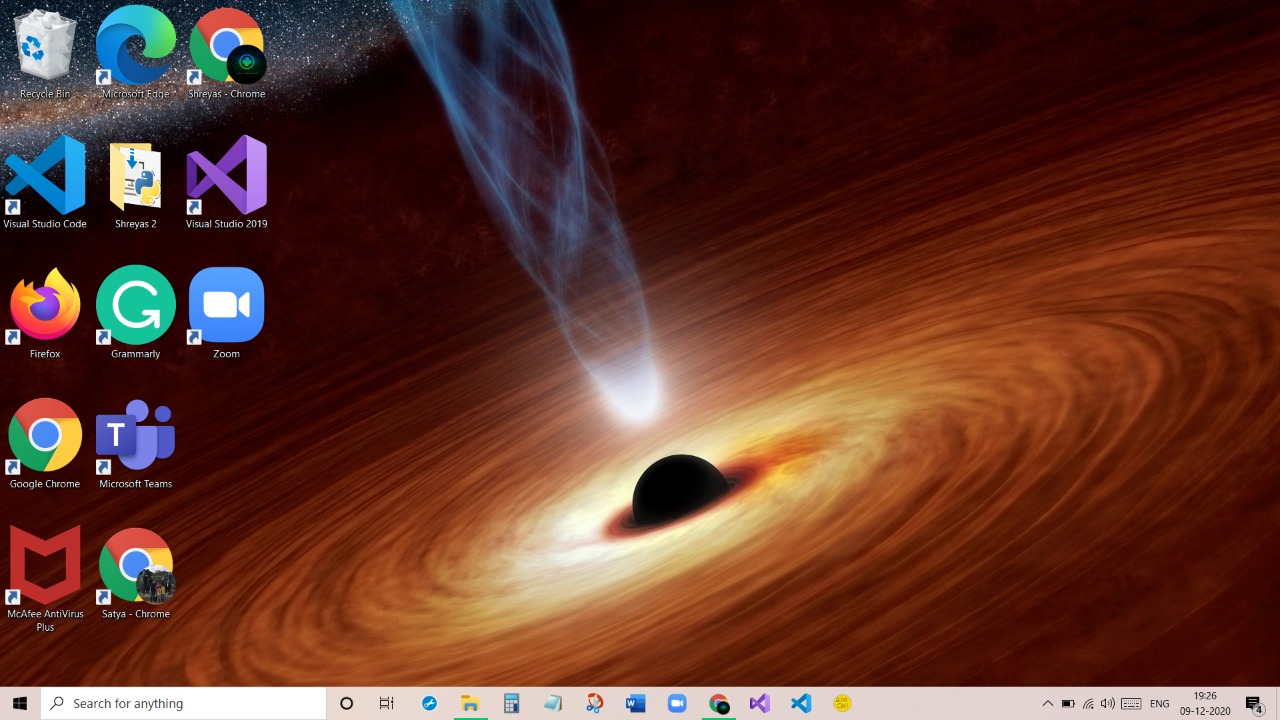 Recycle Bin
Microsoft Edge
Shreyas - Chrome
Visual Studio Code
Shreyas 2
Visual Studio 2019
Firefox
Grammarly
Zoom
Google Chrome
T
Microsoft Teams
McAfee AntiVirus
Plus
Satya - Chrome
Search for anything
W
ENG
19:26
09-12-2020
4